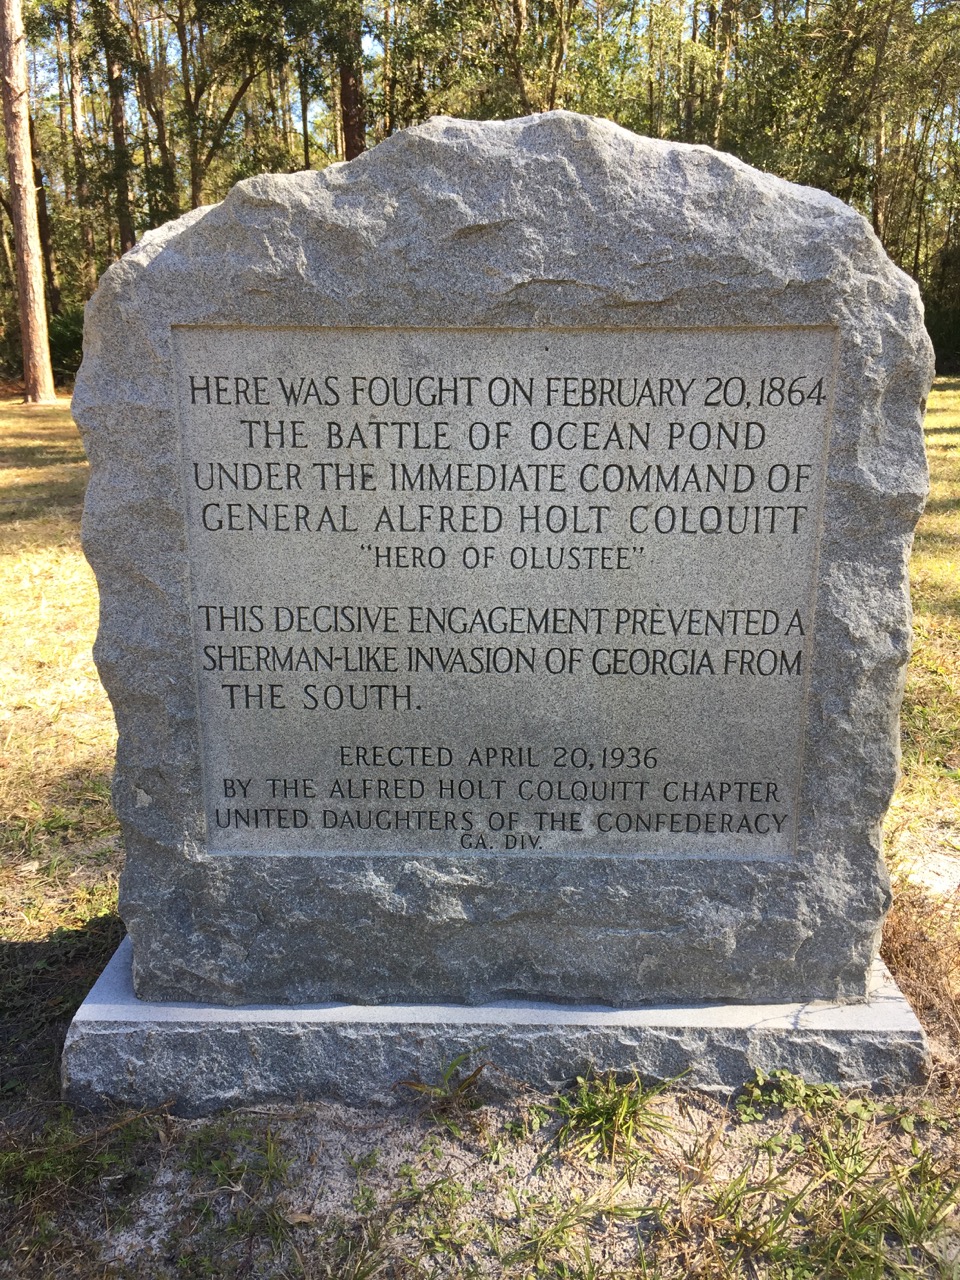 HERE WAS FOUGHT ON FEBRUARY 20, 1864
THE BATTLE OF OCEAN POND
UNDER THE IMMEDIATE COMMAND OF
GENERAL ALFRED HOLT COLQUITT
"HERO OF OLUSTEE"
THIS DECISIVE ENGAGEMENT PREVENTED A
SHERMAN-LIKE INVASION OF GEORGIA FROM
THE SOUTH.
ERECTED APRIL 20, 1936
BY THE ALFRED HOLT COLQUITT CHAPTER
UNITED DAUGHTERS OF THE CONFEDERACY
GA. DIV.